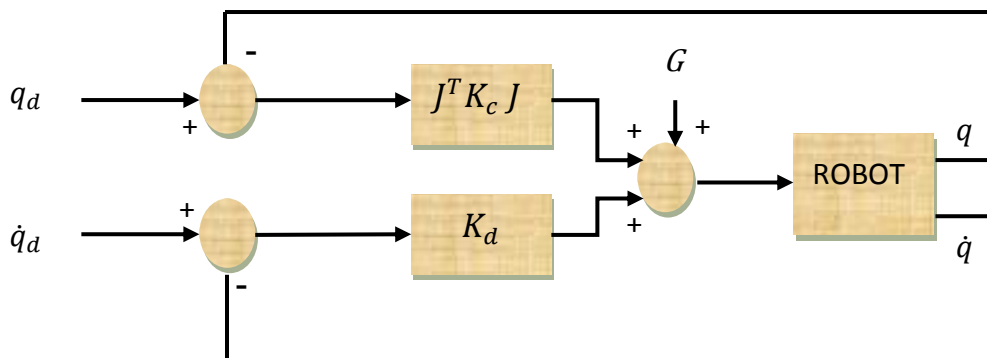 -
G
q_d
J^T K_c J
+
+
+
q
ROBOT
+
q̇_d
K_d
+
q̇
-